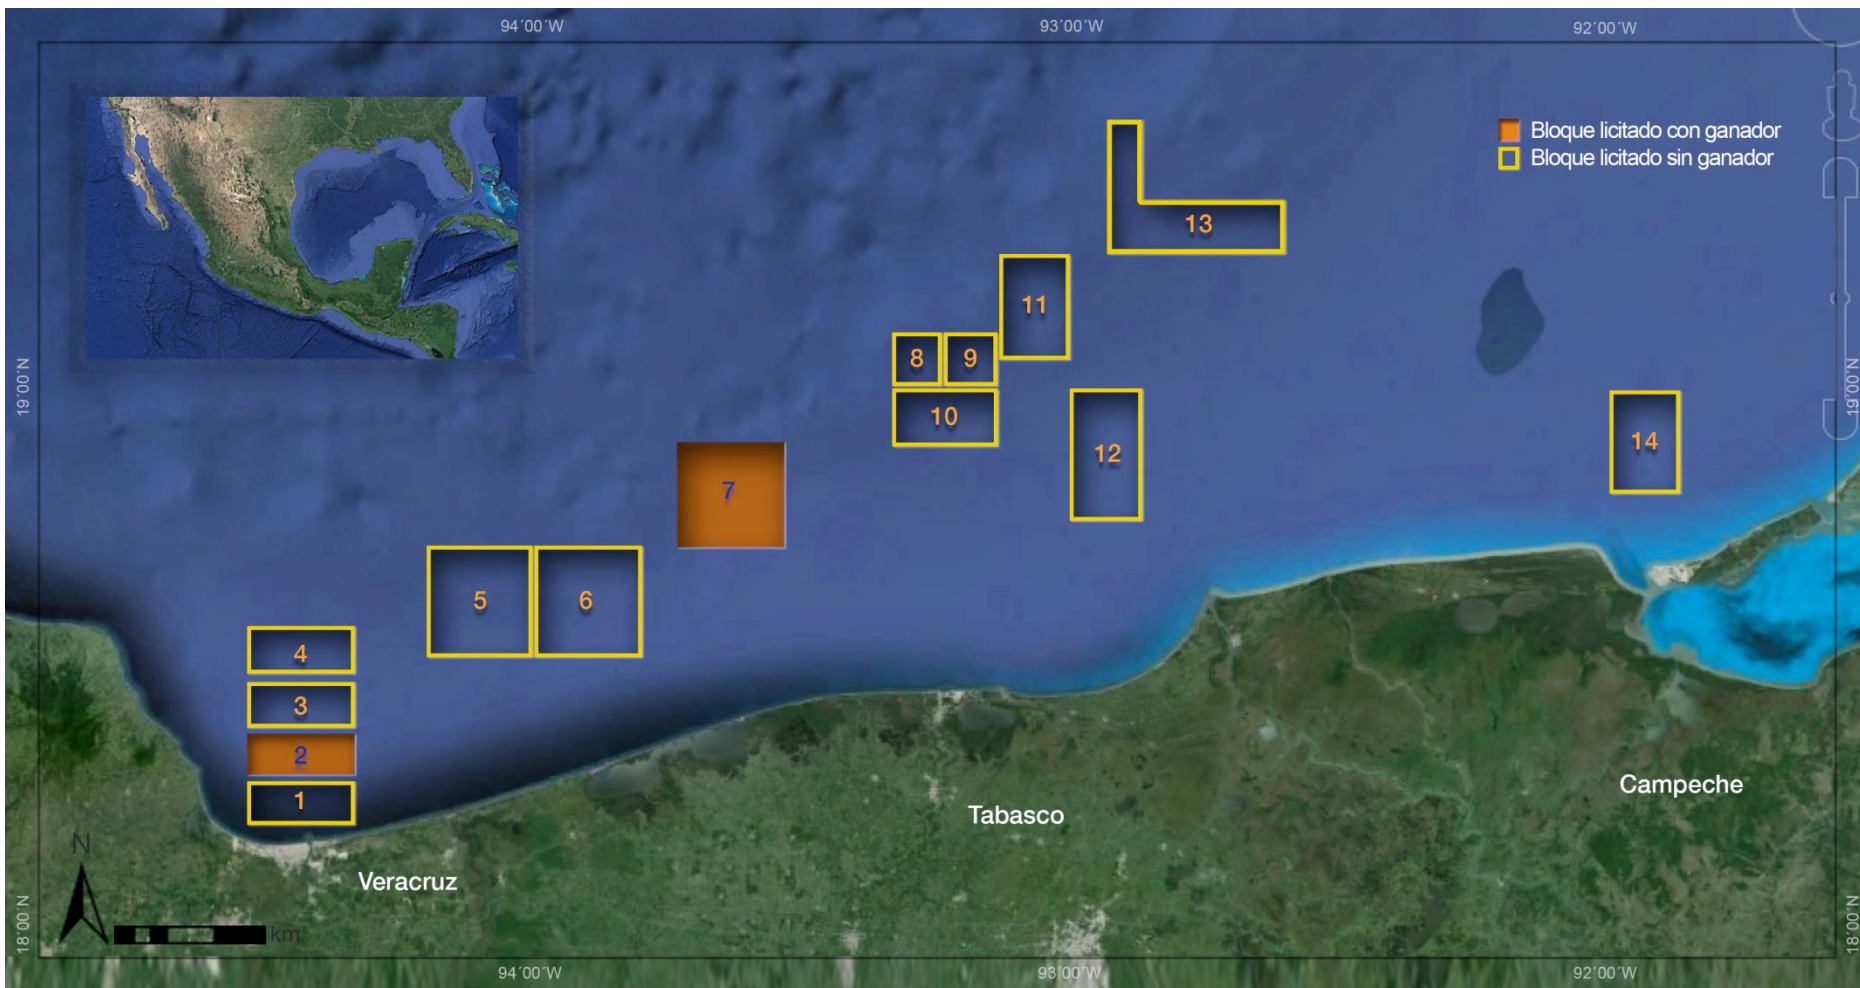 94°00'W
93°00'W
92°00'W
Bloque licitado con ganador
Bloque licitado sin ganador
13
11
8
9
19°00'N
19°00'N
10
14
12
7
5
6
4
3
2
1
Campeche
Tabasco
N
Veracruz
km
18°00'N
18°00'N
94°00'W
93°00'W
92°00'W